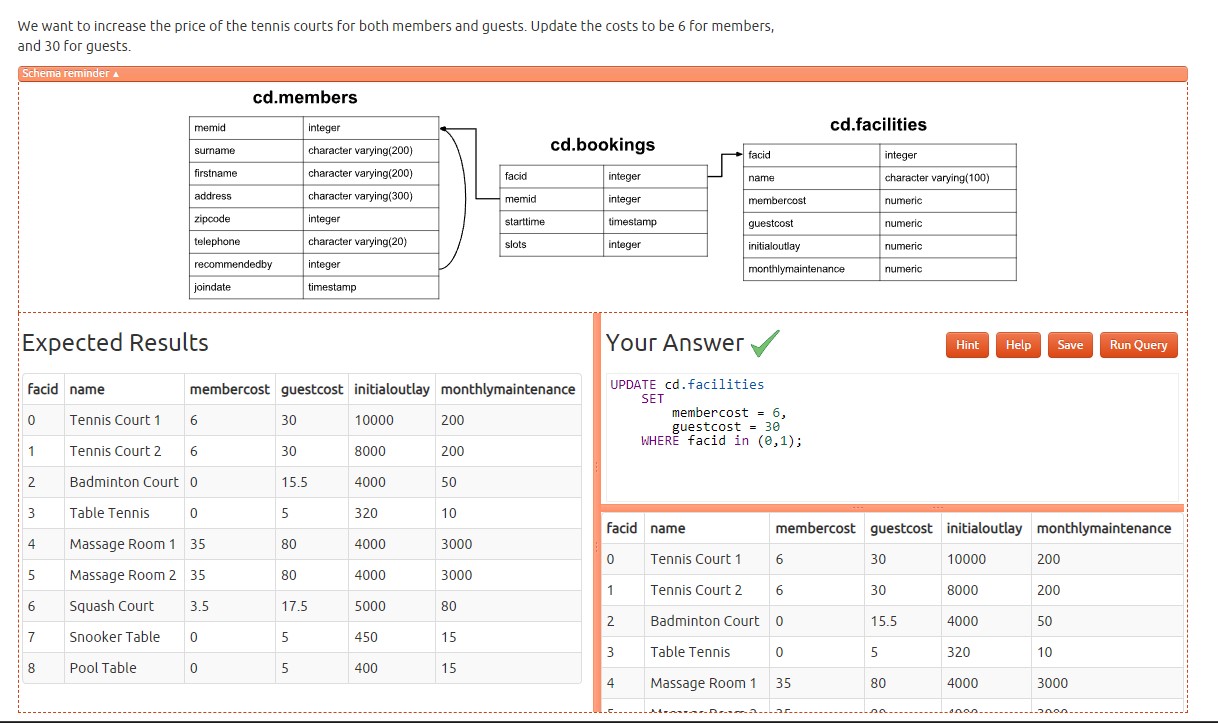 We want to increase the price of the tennis courts for both members and guests. Update the costs to be 6 for members,
and 30 for guests.
Schema reminder ▴
cd.members
memid integer
surname character varying(200)
firstname character varying(200)
address character varying(300)
zipcode integer
telephone character varying(20)
recommendedby integer
joindate timestamp
cd.bookings
facid integer
memid integer
starttime timestamp
slots integer
cd.facilities
facid integer
name character varying(100)
membercost numeric
guestcost numeric
initialoutlay numeric
monthlymaintenance numeric
Expected Results
facid name membercost guestcost initialoutlay monthlymaintenance
0 Tennis Court 1 6 30 10000 200
1 Tennis Court 2 6 30 8000 200
2 Badminton Court 0 15.5 4000 50
3 Table Tennis 0 5 320 10
4 Massage Room 1 35 80 4000 3000
5 Massage Room 2 35 80 4000 3000
6 Squash Court 3.5 17.5 5000 80
7 Snooker Table 0 5 450 15
8 Pool Table 0 5 400 15
Your Answer
Hint Help Save Run Query
UPDATE cd.facilities
SET
membercost = 6,
guestcost = 30
WHERE facid in (0,1);
facid name membercost guestcost initialoutlay monthlymaintenance
0 Tennis Court 1 6 30 10000 200
1 Tennis Court 2 6 30 8000 200
2 Badminton Court 0 15.5 4000 50
3 Table Tennis 0 5 320 10
4 Massage Room 1 35 80 4000 3000